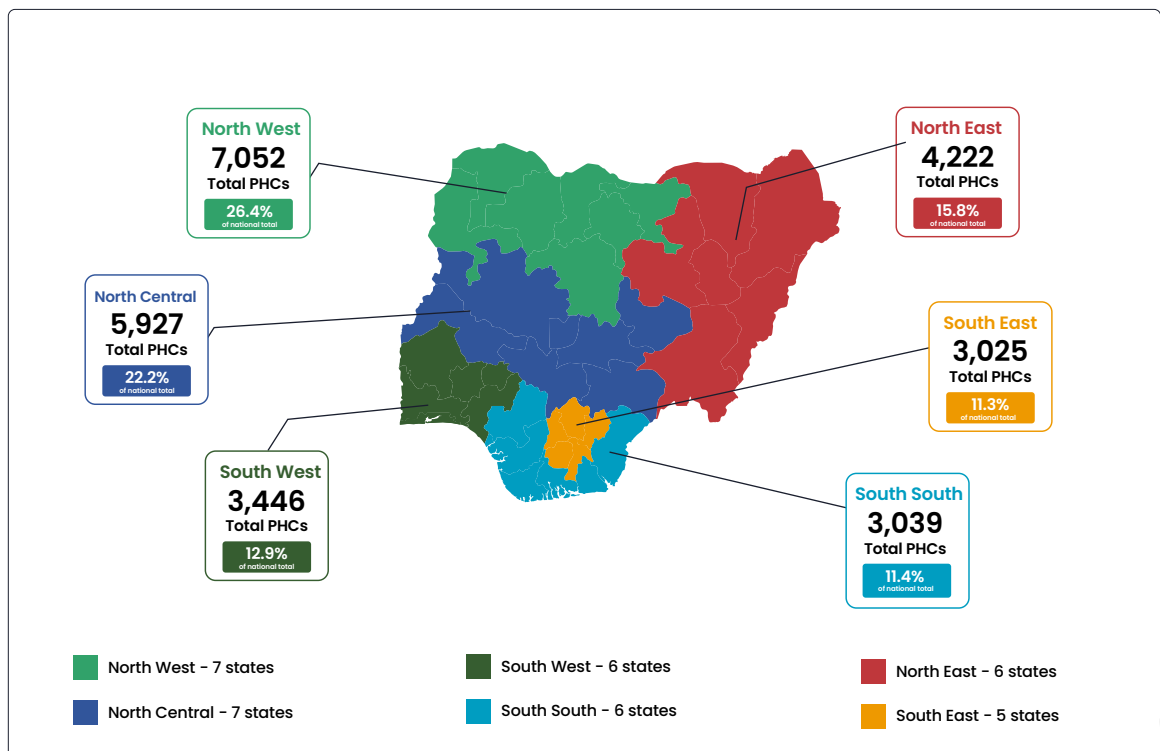 North West
7,052
Total PHCs
26.4%
of national total
North East
4,222
Total PHCs
15.8%
of national total
North Central
5,927
Total PHCs
22.2%
of national total
South East
3,025
Total PHCs
11.3%
of national total
South West
3,446
Total PHCs
12.9%
of national total
South South
3,039
Total PHCs
11.4%
of national total
North West - 7 states
South West - 6 states
North East - 6 states
North Central - 7 states
South South - 6 states
South East - 5 states